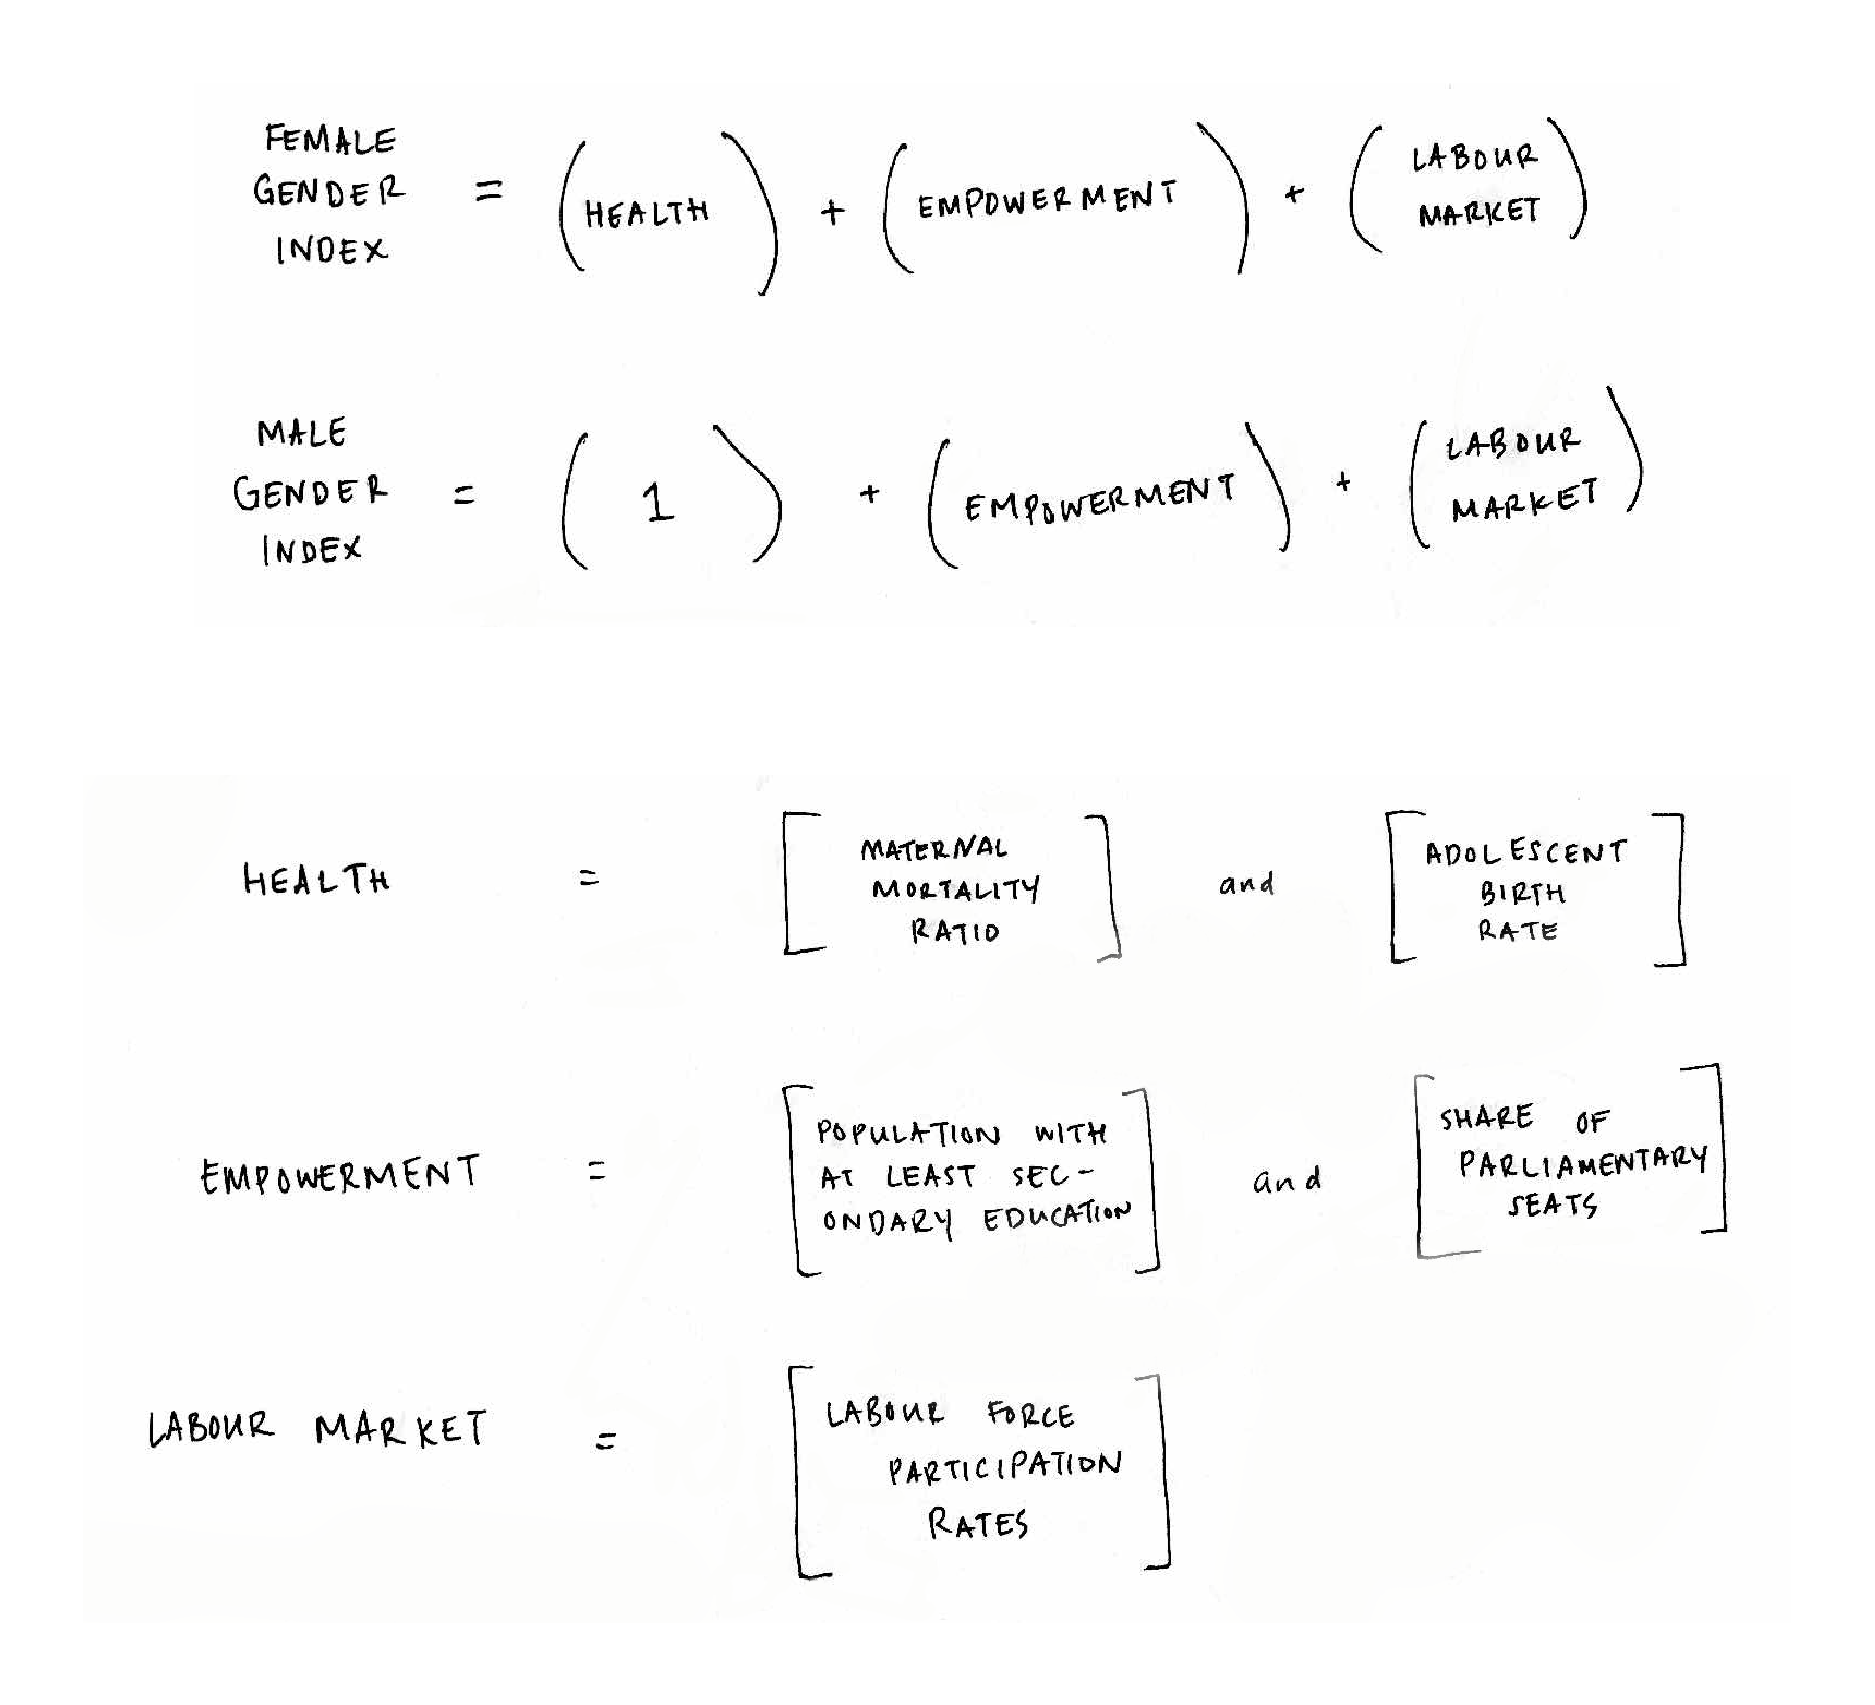 FEMALE
GENDER
INDEX
=
(HEALTH)
+
(EMPOWERMENT)
+
(LABOUR
MARKET)
MALE
GENDER
INDEX
=
(1)
+
(EMPOWERMENT)
+
(LABOUR
MARKET)
HEALTH
=
[MATERNAL
MORTALITY
RATIO]
and
[ADOLESCENT
BIRTH
RATE]
EMPOWERMENT
=
[POPULATION WITH
AT LEAST SEC-
ONDARY EDUCATION]
and
[SHARE OF
PARLIAMENTARY
SEATS]
LABOUR MARKET
=
[LABOUR FORCE
PARTICIPATION
RATES]